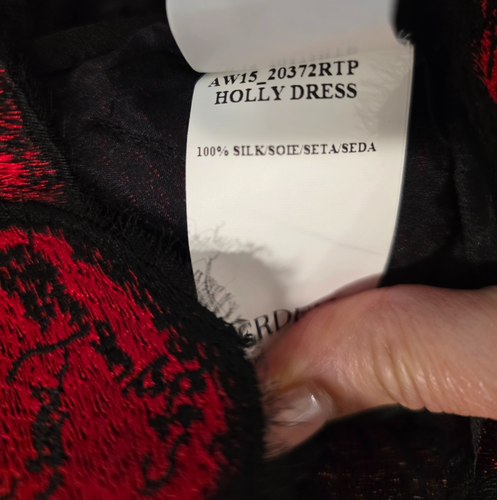 AW15_20372RTP
HOLLY DRESS
100% SILK/SOIE/SETA/SEDA